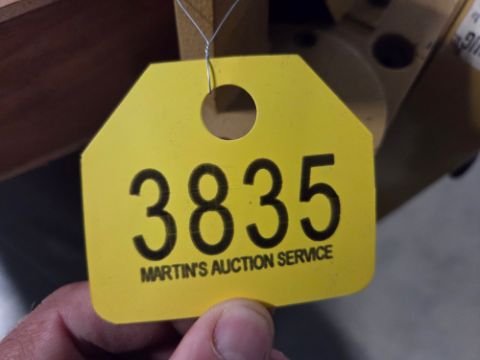 3835
MARTIN'S AUCTION SERVICE